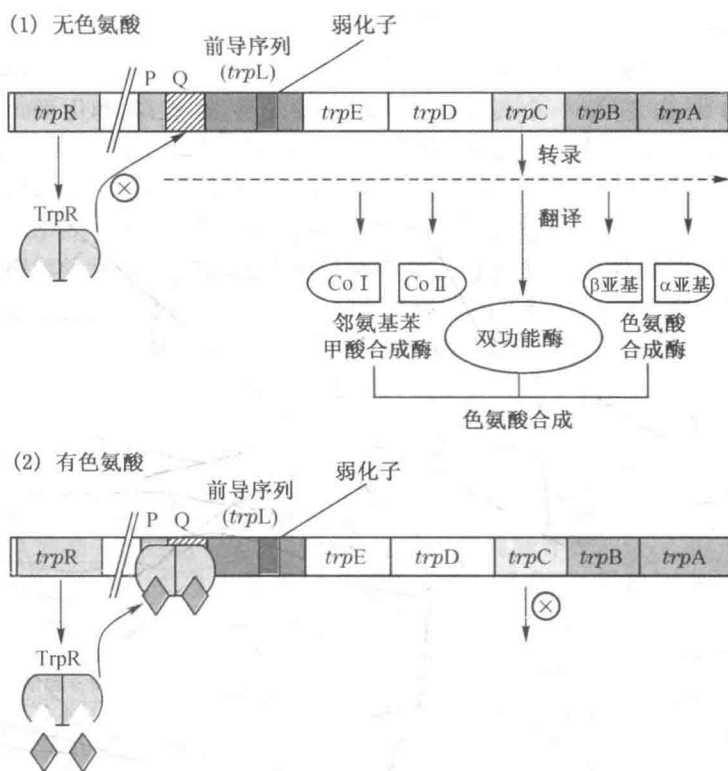 (1) 无色氨酸
前导序列
(trpL)
弱化子
P Q
trpR trpE trpD trpC trpB trpA
转录
TrpR
翻译
Co I Co II β亚基 α亚基
邻氨基苯
甲酸合成酶
双功能酶
色氨酸
合成酶
色氨酸合成
(2) 有色氨酸
前导序列
(trpL)
弱化子
P Q
trpR trpE trpD trpC trpB trpA
TrpR